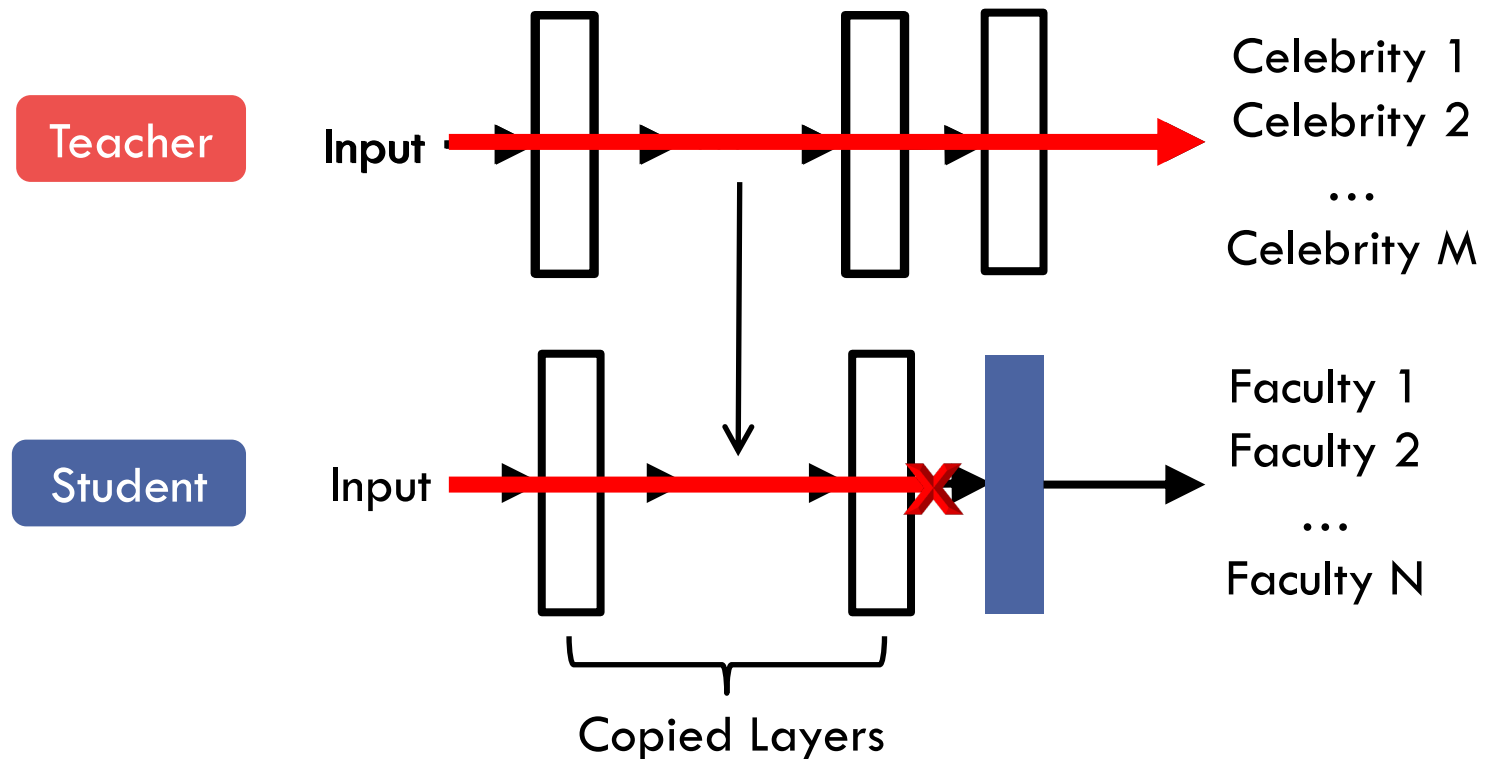 Teacher
Input
Celebrity 1
Celebrity 2
...
Celebrity M
Student
Input
X
Faculty 1
Faculty 2
...
Faculty N
Copied Layers